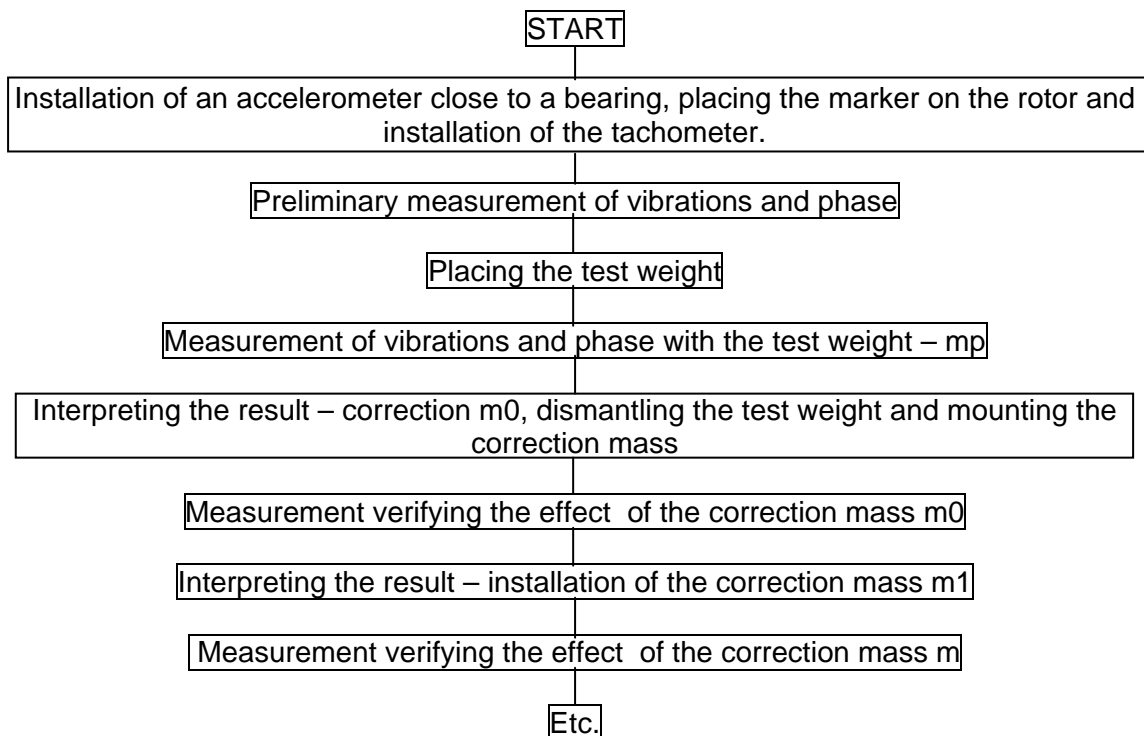 START
Installation of an accelerometer close to a bearing, placing the marker on the rotor and
installation of the tachometer.
Preliminary measurement of vibrations and phase
Placing the test weight
Measurement of vibrations and phase with the test weight – mp
Interpreting the result – correction m0, dismantling the test weight and mounting the
correction mass
Measurement verifying the effect  of the correction mass m0
Interpreting the result – installation of the correction mass m1
Measurement verifying the effect  of the correction mass m
Etc.